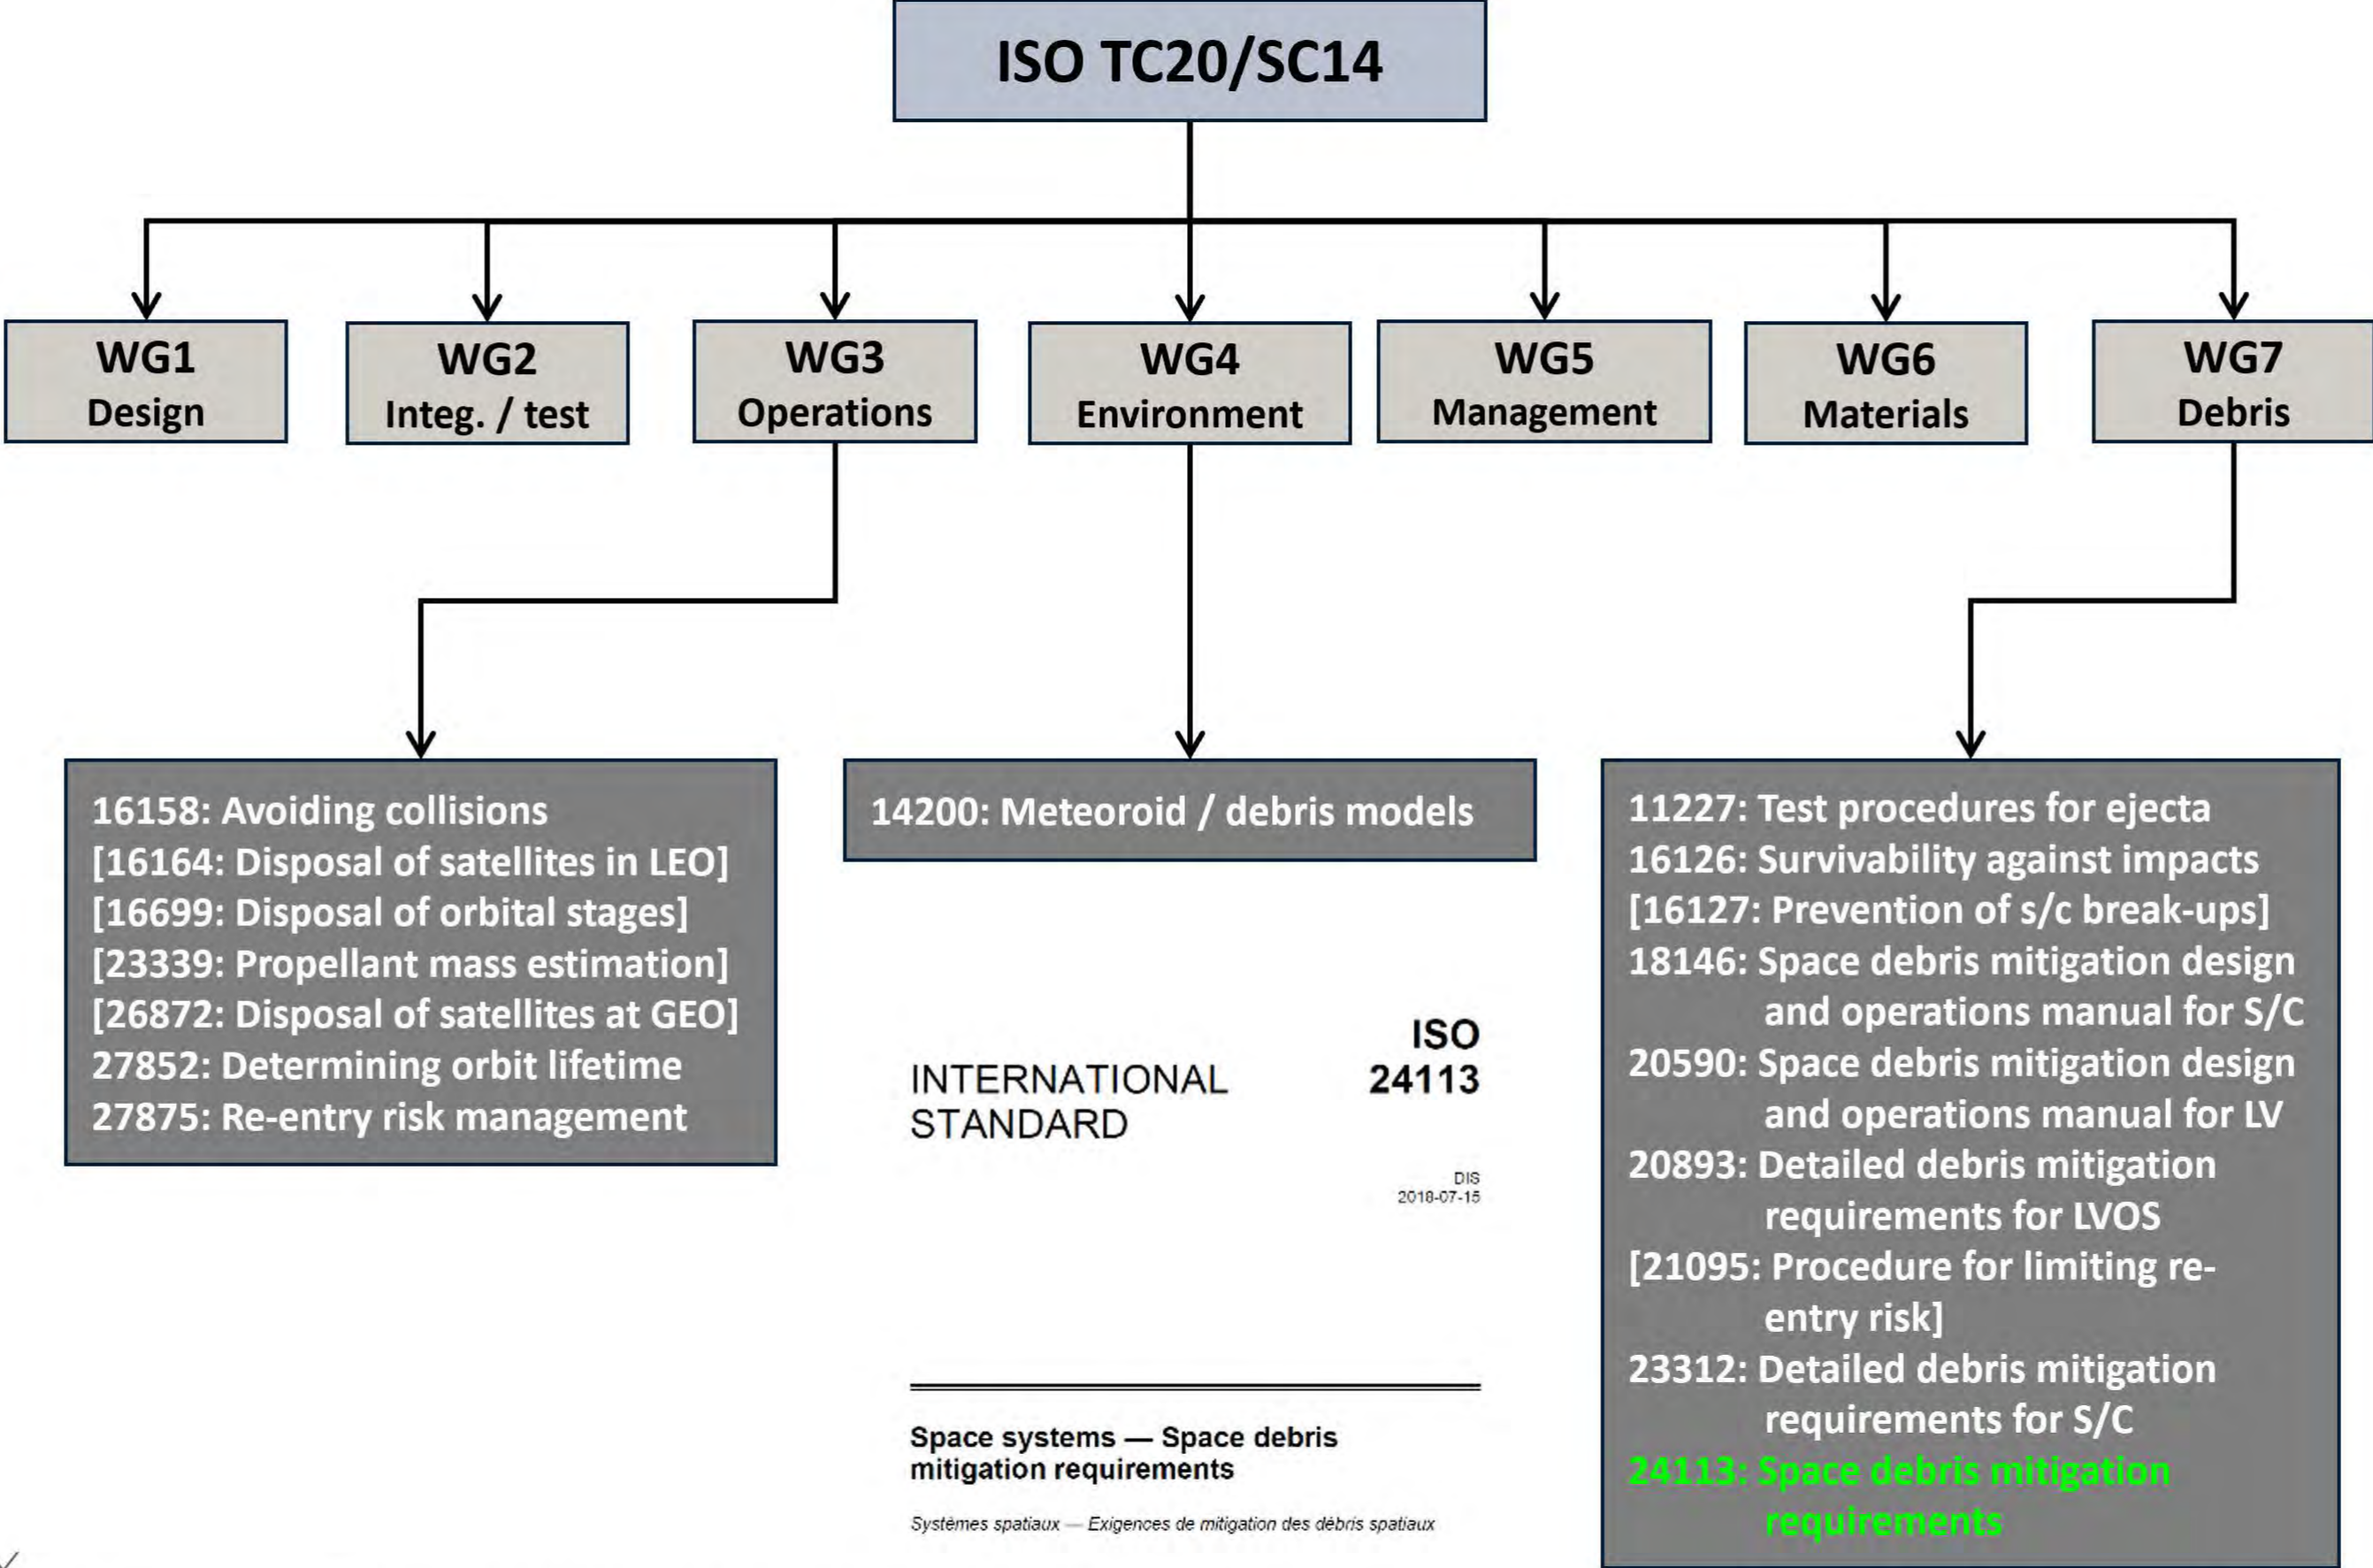 ISO TC20/SC14
WG1
Design
WG2
Integ. / test
WG3
Operations
WG4
Environment
WG5
Management
WG6
Materials
WG7
Debris
16158: Avoiding collisions
[16164: Disposal of satellites in LEO]
[16699: Disposal of orbital stages]
[23339: Propellant mass estimation]
[26872: Disposal of satellites at GEO]
27852: Determining orbit lifetime
27875: Re-entry risk management
14200: Meteoroid / debris models
INTERNATIONAL
STANDARD
ISO
24113
DIS
2018-07-15
Space systems — Space debris
mitigation requirements
Systèmes spatiaux — Exigences de mitigation des débris spatiaux
11227: Test procedures for ejecta
16126: Survivability against impacts
[16127: Prevention of s/c break-ups]
18146: Space debris mitigation design
and operations manual for S/C
20590: Space debris mitigation design
and operations manual for LV
20893: Detailed debris mitigation
requirements for LVOS
[21095: Procedure for limiting re-
entry risk]
23312: Detailed debris mitigation
requirements for S/C
24113: Space debris mitigation
requirements